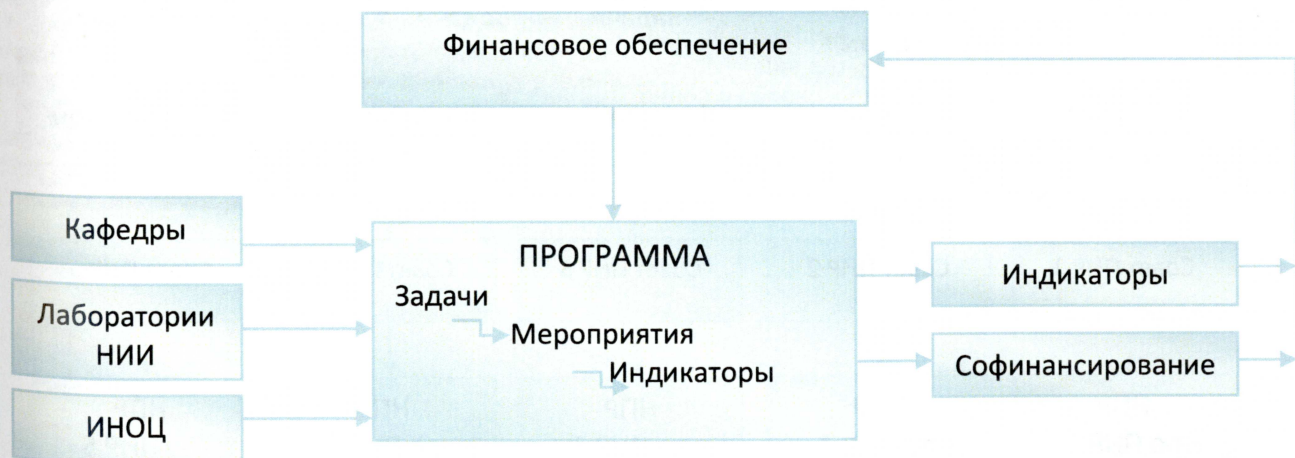 Финансовое обеспечение
Кафедры
Лаборатории
НИИ
ИНОЦ
ПРОГРАММА
Задачи
Мероприятия
Индикаторы
Индикаторы
Софинансирование